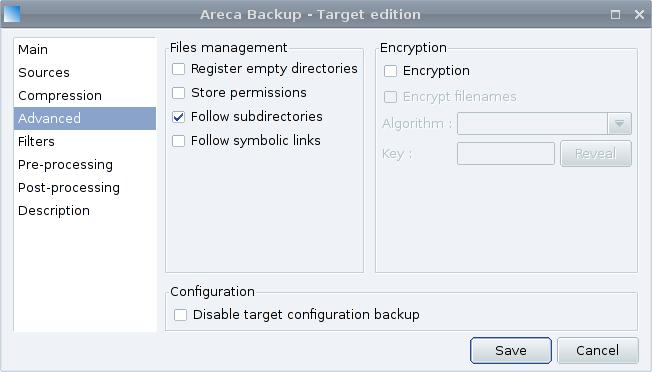 Areca Backup - Target edition
Main
Sources
Compression
Advanced
Filters
Pre-processing
Post-processing
Description
Files management
Register empty directories
Store permissions
Follow subdirectories
Follow symbolic links
Encryption
Encryption
Encrypt filenames
Algorithm :
Key :
Reveal
Configuration
Disable target configuration backup
Save
Cancel